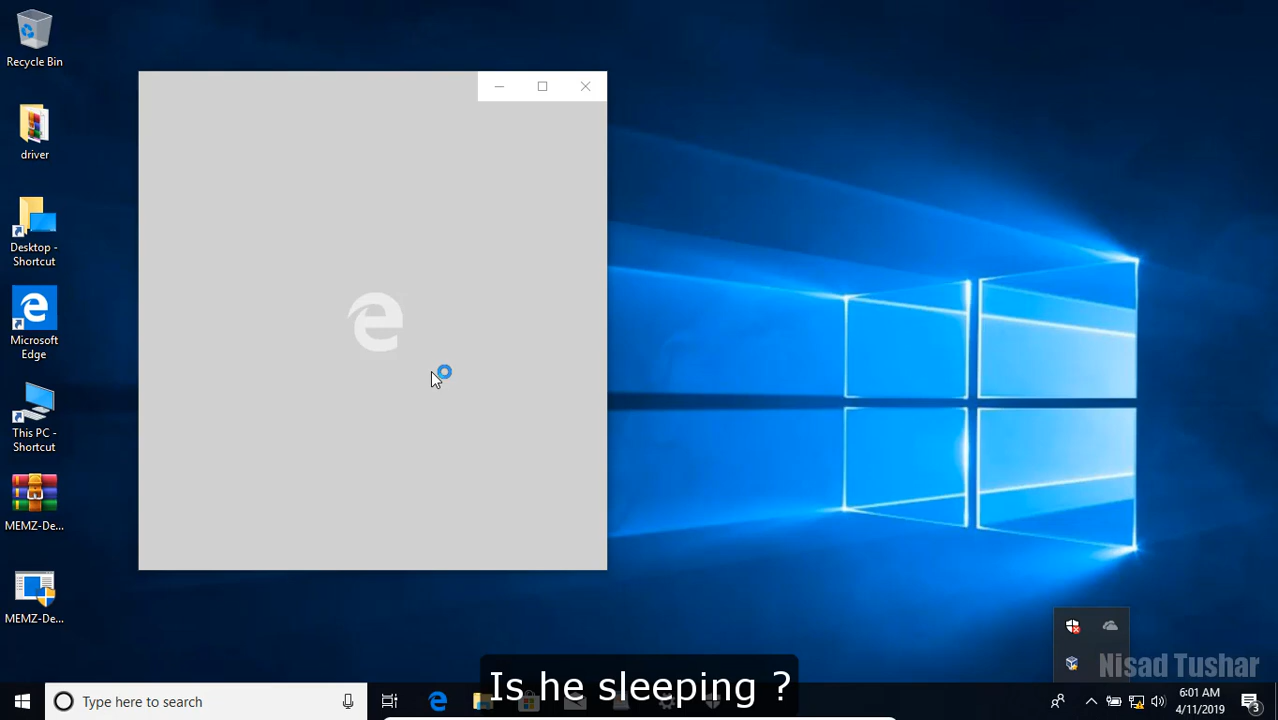 Recycle Bin
driver
Desktop -
Shortcut
Microsoft
Edge
This PC -
Shortcut
MEMZ-De...
MEMZ-De...
Is he sleeping ?
Nisad Tushar
Type here to search
6:01 AM
4/11/2019
3